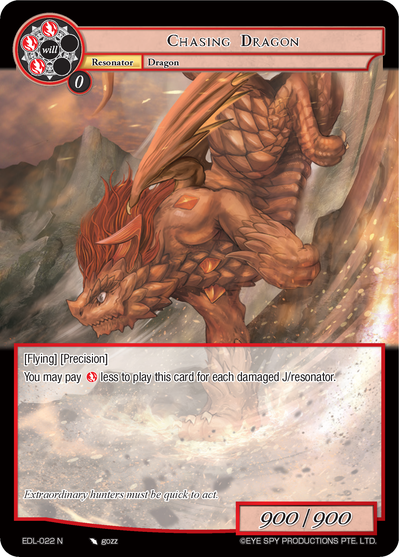 Chasing Dragon
will
Resonator Dragon
0
[Flying] [Precision]
You may pay less to play this card for each damaged J/resonator.
Extraordinary hunters must be quick to act.
900/900
EDL-022 N gozz ©EYE SPY PRODUCTIONS PTE. LTD.